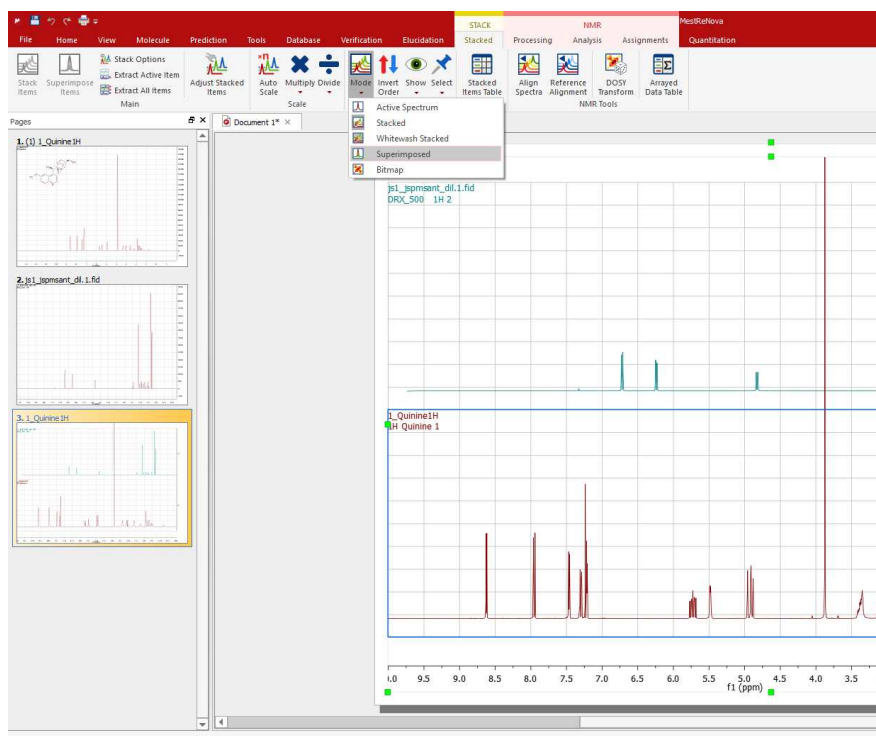 STACK NMR MestReNova
File Home View Molecule Prediction Tools Database Verification Elucidation Stacked Processing Analysis Assignments Quantitation
Stack Items
Superimpose Items
Stack Options
Extract Active Item
Extract All Items
Main
Adjust Stacked Items
Auto Scale
Multiply Divide
Scale
Mode
Invert Order
Show Select
Stacked Items Table
Align Spectra
Reference Alignment
DOSY Transform
Arrayed Data Table
NMR Tools
Active Spectrum
Stacked
Whitewash Stacked
Superimposed
Bitmap
Pages
Document 1*
1. (1) 1_Quinine1H
2. js1_jspmsant_dil.1.fid
3. 1_Quinine1H
js1_jspmsant_dil.1.fid
DRX_500 1H 2
1_Quinine1H
1H Quinine 1
.0 9.5 9.0 8.5 8.0 7.5 7.0 6.5 6.0 5.5 5.0 4.5 4.0 3.5
f1 (ppm)